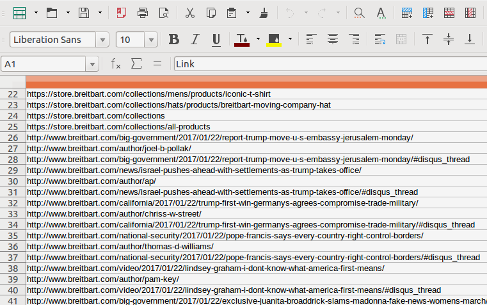 Liberation Sans 10 B I U
A1 fx Σ = Link
22 https://store.breitbart.com/collections/mens/products/iconic-t-shirt
23 https://store.breitbart.com/collections/hats/products/breitbart-moving-company-hat
24 https://store.breitbart.com/collections
25 https://store.breitbart.com/collections/all-products
26 http://www.breitbart.com/big-government/2017/01/22/report-trump-move-u-s-embassy-jerusalem-monday/
27 http://www.breitbart.com/author/joel-b-pollak/
28 http://www.breitbart.com/big-government/2017/01/22/report-trump-move-u-s-embassy-jerusalem-monday/#disqus_thread
29 http://www.breitbart.com/news/israel-pushes-ahead-with-settlements-as-trump-takes-office/
30 http://www.breitbart.com/author/ap/
31 http://www.breitbart.com/news/israel-pushes-ahead-with-settlements-as-trump-takes-office/#disqus_thread
32 http://www.breitbart.com/california/2017/01/22/trump-first-win-germanys-agrees-compromise-trade-military/
33 http://www.breitbart.com/author/chriss-w-street/
34 http://www.breitbart.com/california/2017/01/22/trump-first-win-germanys-agrees-compromise-trade-military/#disqus_thread
35 http://www.breitbart.com/national-security/2017/01/22/pope-francis-says-every-country-right-control-borders/
36 http://www.breitbart.com/author/thomas-d-williams/
37 http://www.breitbart.com/national-security/2017/01/22/pope-francis-says-every-country-right-control-borders/#disqus_thread
38 http://www.breitbart.com/video/2017/01/22/lindsey-graham-i-dont-know-what-america-first-means/
39 http://www.breitbart.com/author/pam-key/
40 http://www.breitbart.com/video/2017/01/22/lindsey-graham-i-dont-know-what-america-first-means/#disqus_thread
41 http://www.breitbart.com/big-government/2017/01/22/exclusive-juanita-broaddrick-slams-madonna-fake-news-womens-march